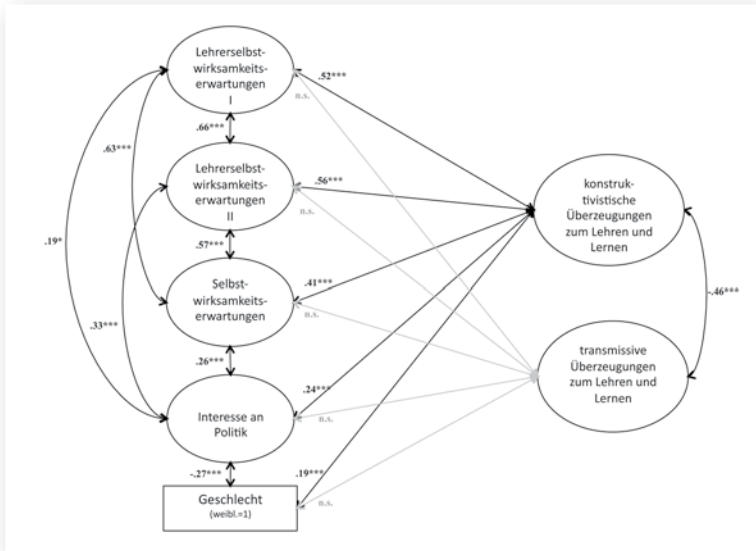 Lehrerselbst-
wirksamkeits-
erwartungen
I
.52***
n.s.
.66***
.63***
Lehrerselbst-
wirksamkeits-
erwartungen
II
.56***
n.s.
konstruk-
tivistische
Überzeugungen
zum Lehren und
Lernen
.57***
.19*
Selbst-
wirksamkeits-
erwartungen
.41***
n.s.
-.46***
.33***
.26***
transmissive
Überzeugungen
zum Lehren und
Lernen
.24***
Interesse an
Politik
n.s.
-.27***
.19***
Geschlecht
(weibl.=1)
n.s.